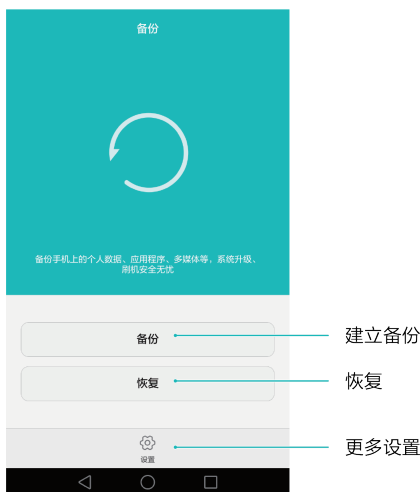 备份
备份手机上的个人数据、应用程序、多媒体等，系统升级、
刷机安全无忧
备份
建立备份
恢复
恢复
设置
更多设置